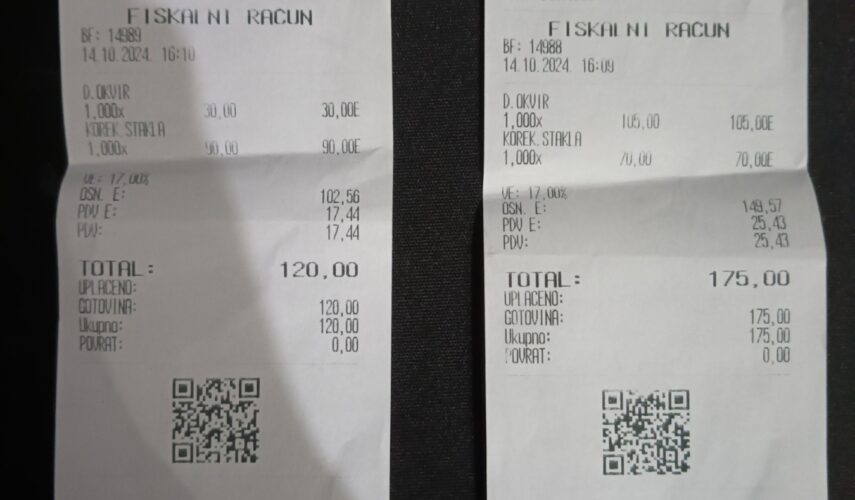 FISKALNI RAČUN
BF: 14989
14.10.2024. 16:10
D.OKVIR
1,000x 30,00 30,00E
KOREK.STAKLA
1,000x 90,00 90,00E
VE: 17,00%
OSN. E: 102,56
PDV E: 17,44
PDV: 17,44
TOTAL: 120,00
UPLAĆENO:
GOTOVINA: 120,00
Ukupno: 120,00
POVRAT: 0,00
FISKALNI RAČUN
BF: 14988
14.10.2024. 16:09
D.OKVIR
1,000x 105,00 105,00E
KOREK.STAKLA
1,000x 70,00 70,00E
VE: 17,00%
OSN. E: 149,57
PDV E: 25,43
PDV: 25,43
TOTAL: 175,00
UPLAĆENO:
GOTOVINA: 175,00
Ukupno: 175,00
POVRAT: 0,00